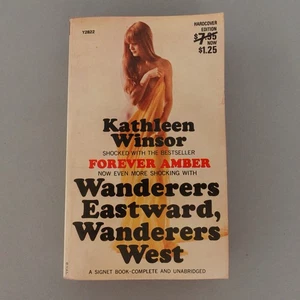 T2822
HARDCOVER
EDITION
$7.95
NOW
$1.25
Kathleen
Winsor
SHOCKED WITH THE BESTSELLER
FOREVER AMBER
NOW EVEN MORE SHOCKING WITH
Wanderers
Eastward,
Wanderers
West
A SIGNET BOOK-COMPLETE AND UNABRIDGED